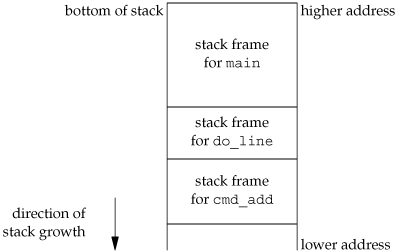 bottom of stack
higher address
stack frame
for main
stack frame
for do_line
stack frame
for cmd_add
direction of
stack growth
lower address